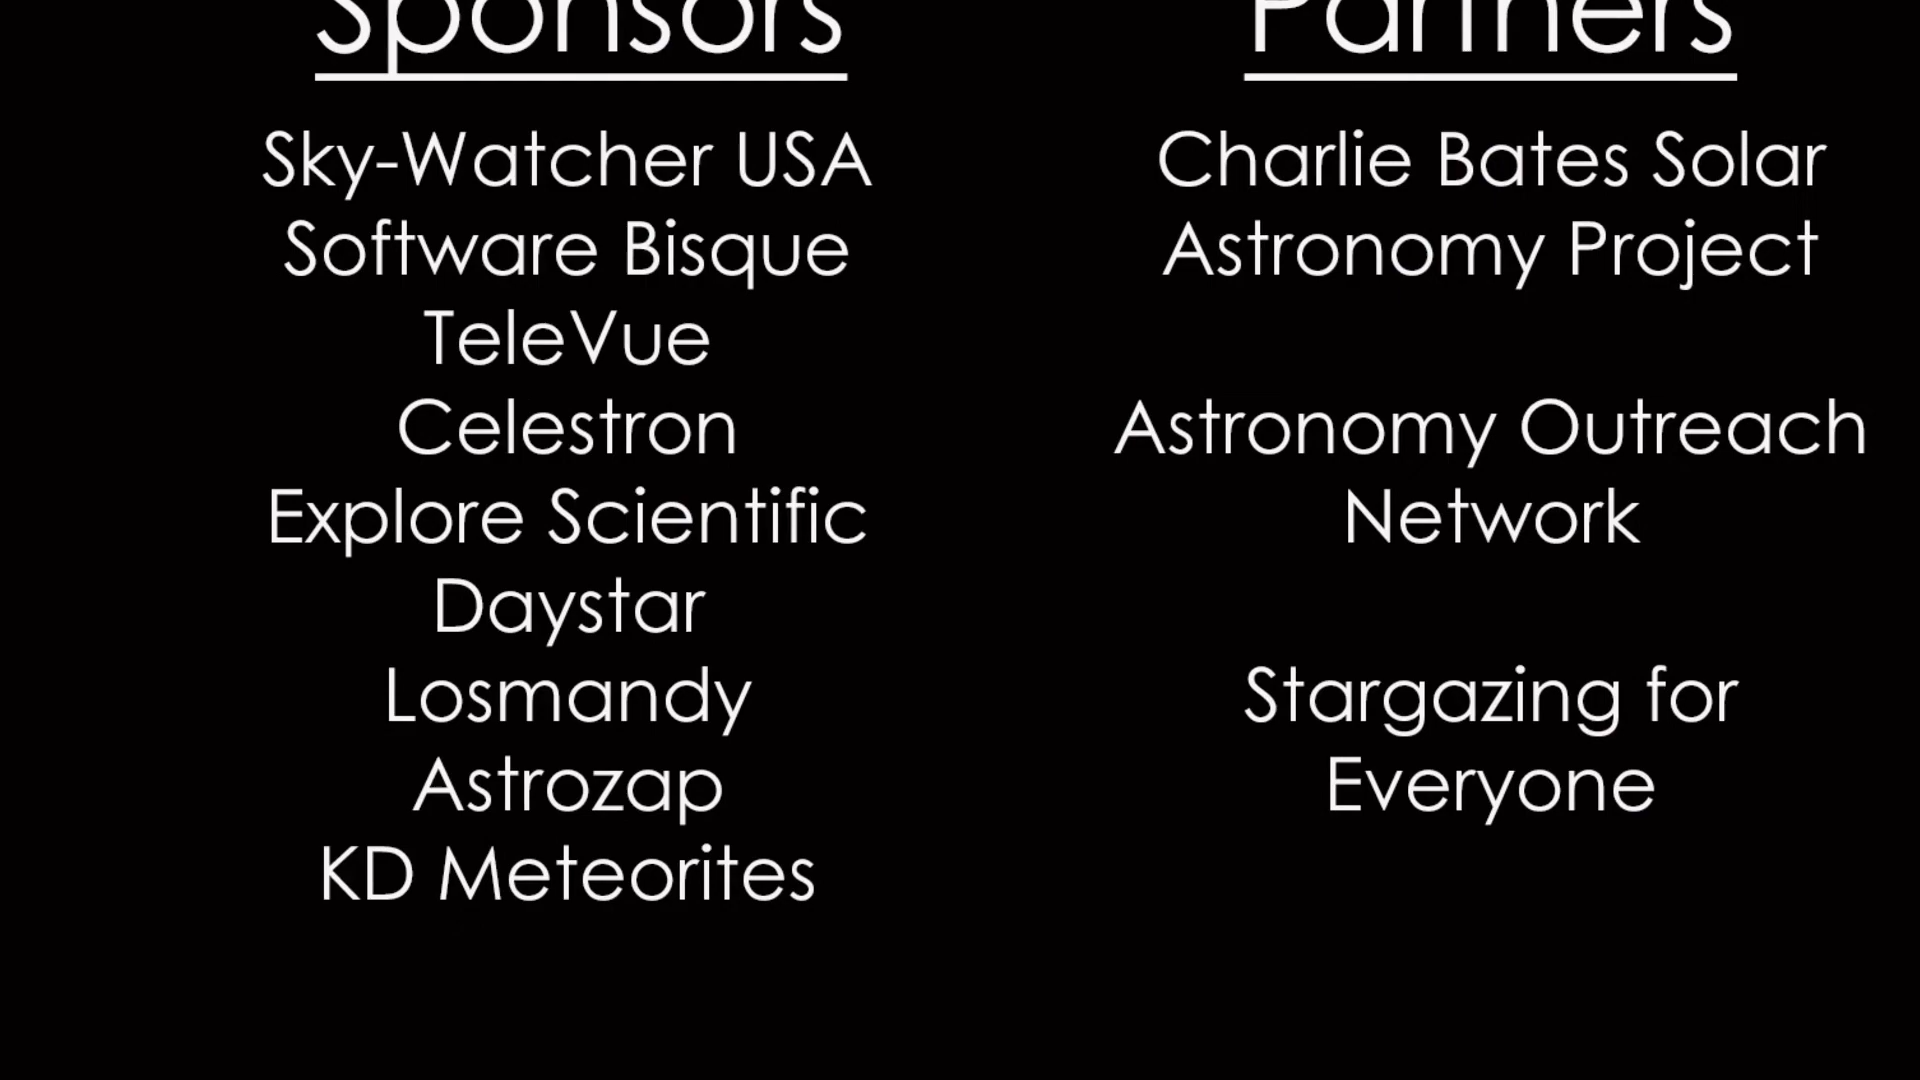 Sponsors
Sky-Watcher USA
Software Bisque
TeleVue
Celestron
Explore Scientific
Daystar
Losmandy
Astrozap
KD Meteorites
Partners
Charlie Bates Solar
Astronomy Project
Astronomy Outreach
Network
Stargazing for
Everyone